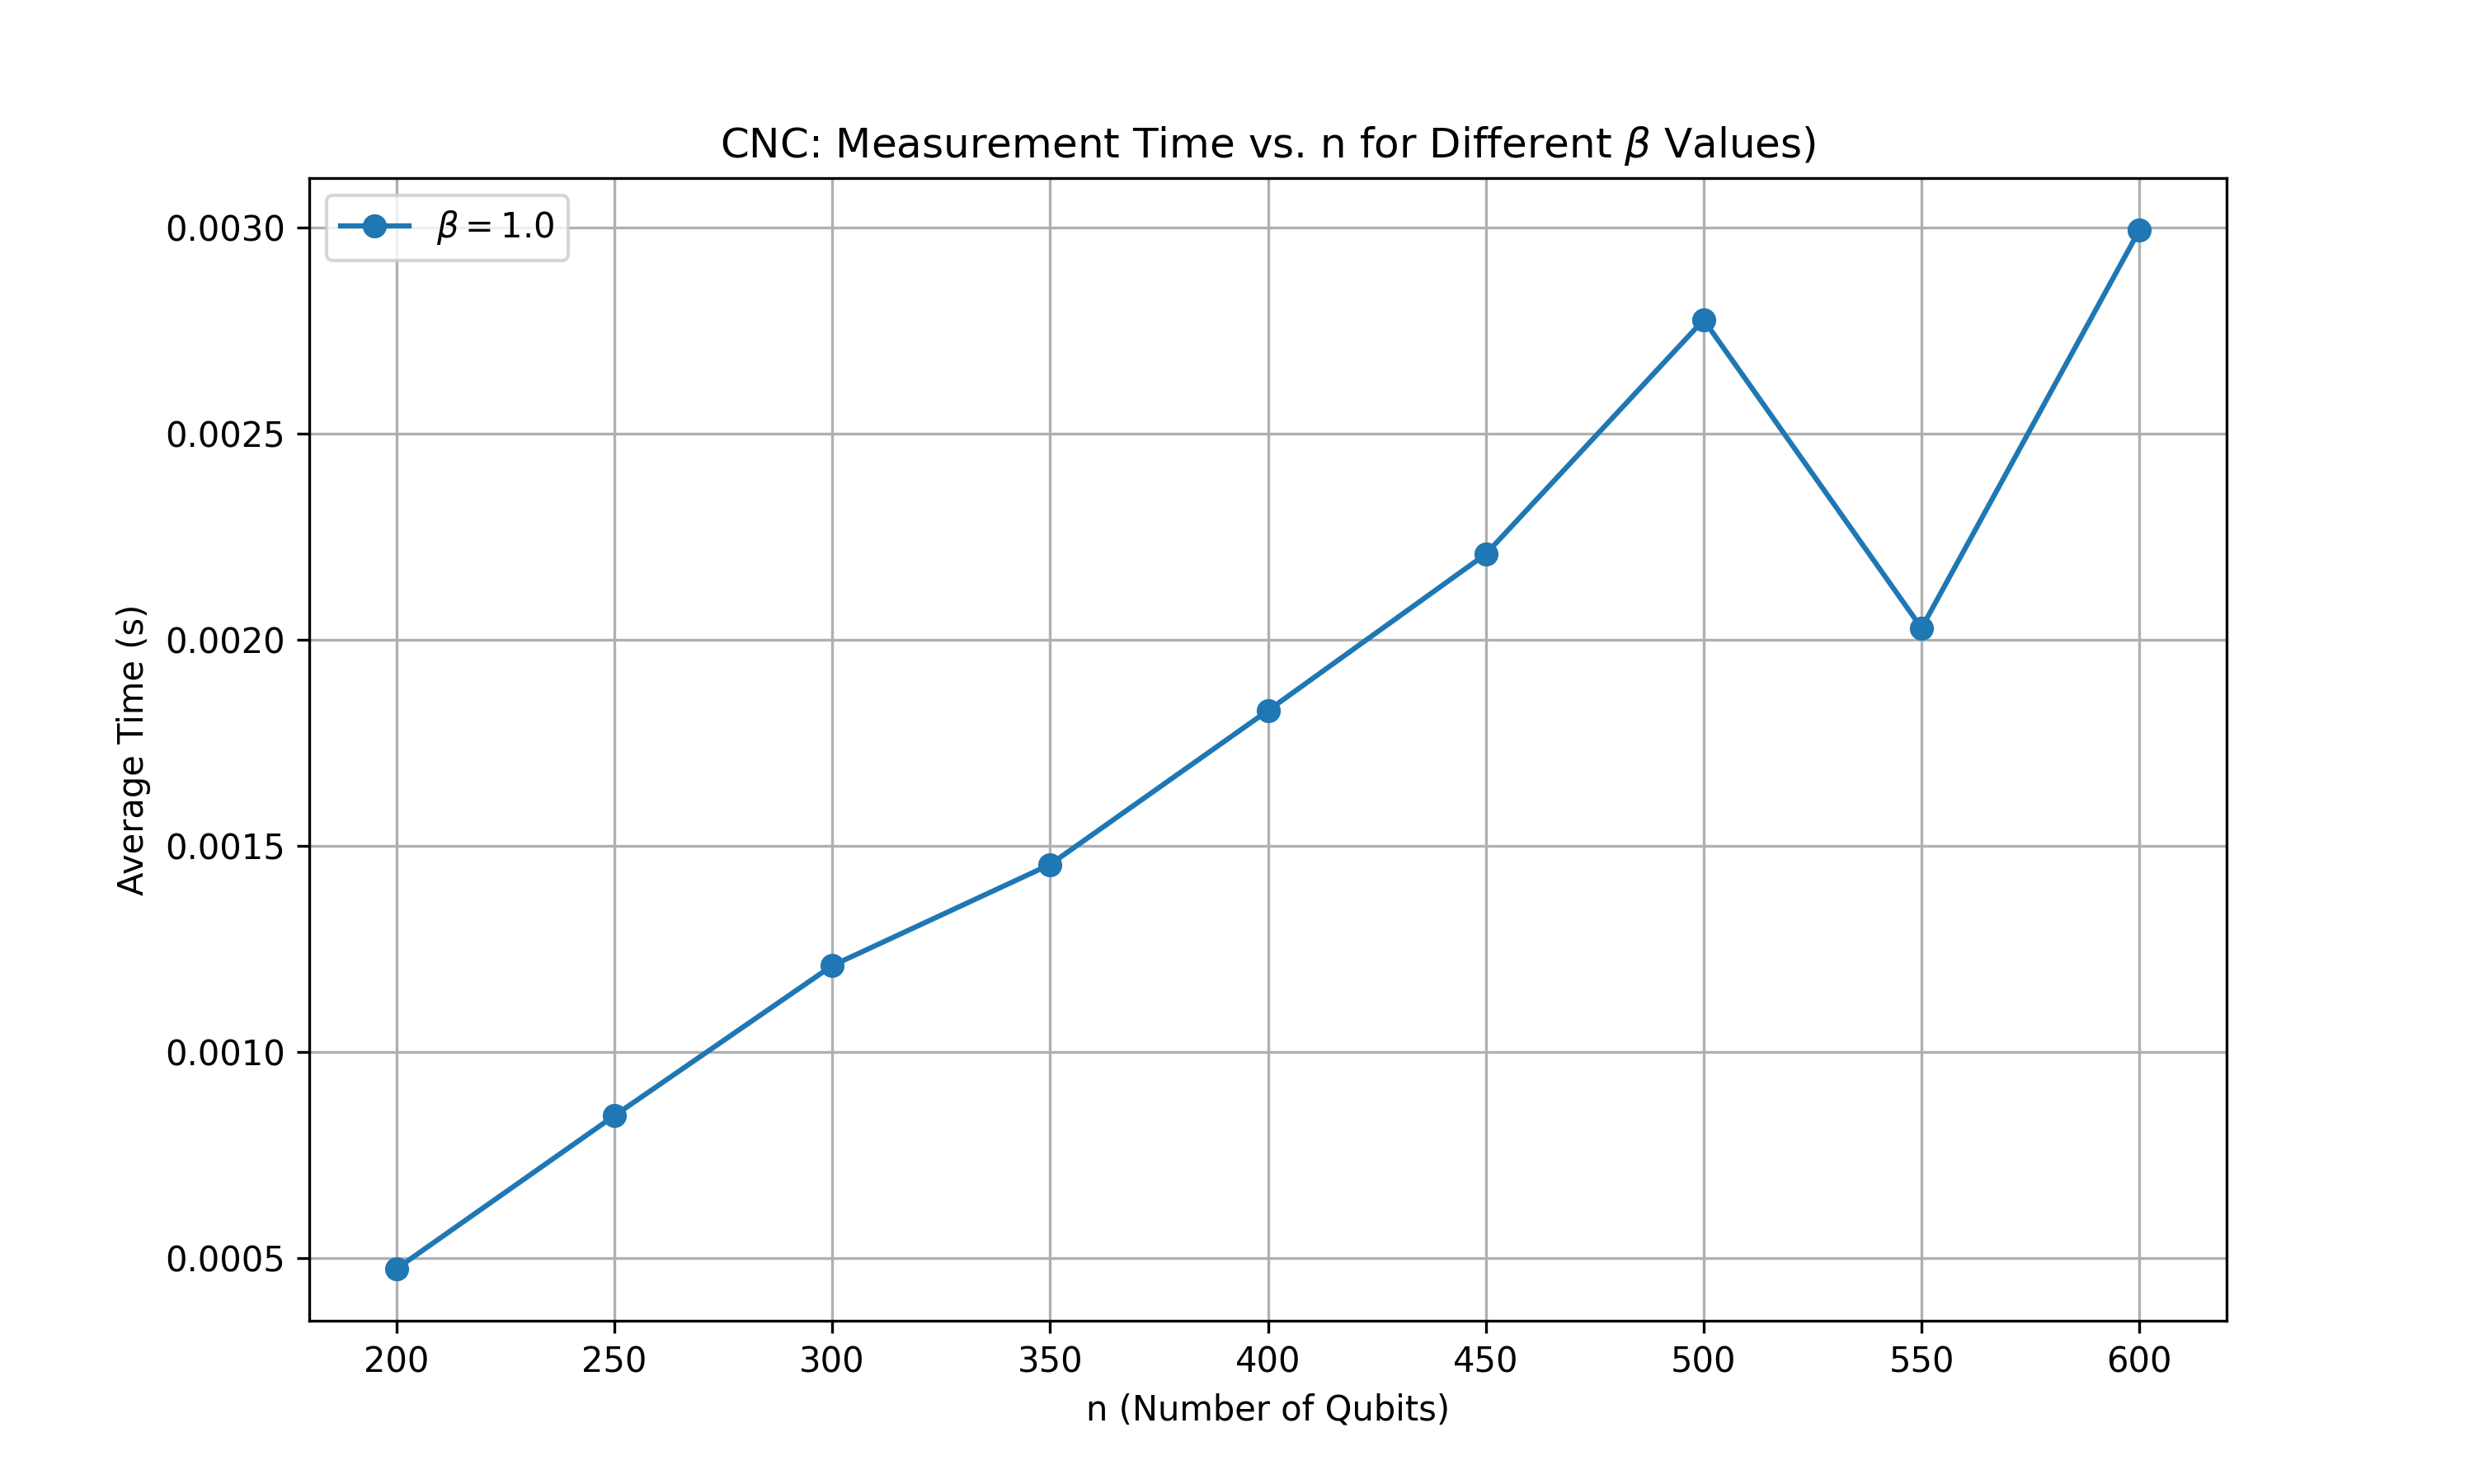 CNC: Measurement Time vs. n for Different β Values)
β = 1.0
0.0030
0.0025
0.0020
0.0015
0.0010
0.0005
Average Time (s)
200 250 300 350 400 450 500 550 600
n (Number of Qubits)